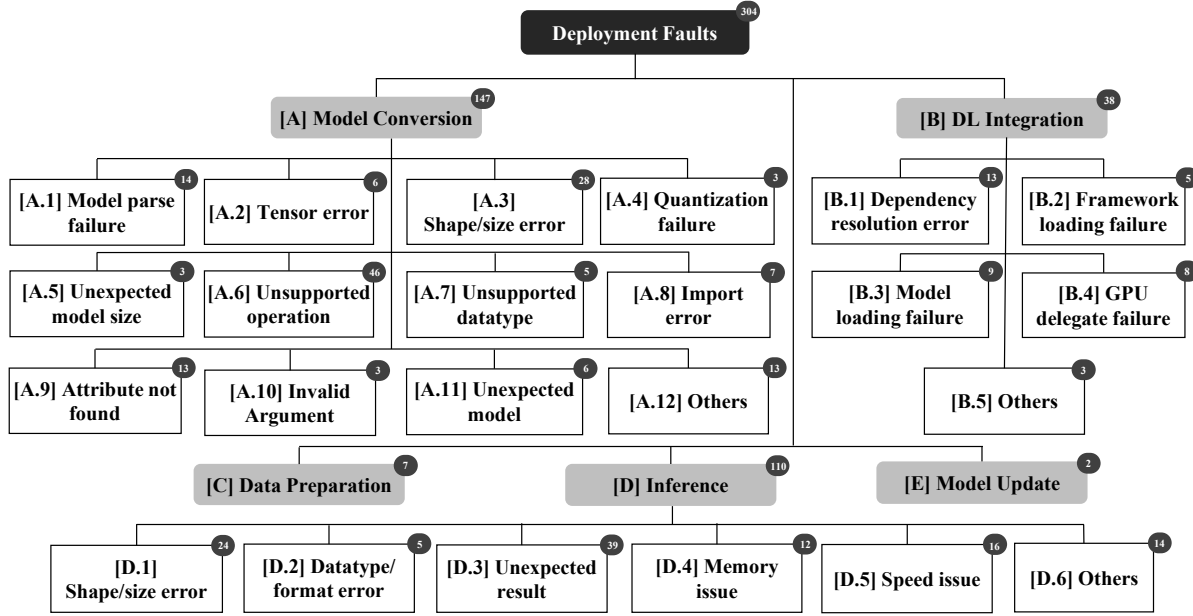 304
Deployment Faults
147
[A] Model Conversion
38
[B] DL Integration
14
[A.1] Model parse
failure
6
[A.2] Tensor error
28
[A.3]
Shape/size error
3
[A.4] Quantization
failure
13
[B.1] Dependency
resolution error
5
[B.2] Framework
loading failure
3
[A.5] Unexpected
model size
46
[A.6] Unsupported
operation
5
[A.7] Unsupported
datatype
7
[A.8] Import
error
9
[B.3] Model
loading failure
8
[B.4] GPU
delegate failure
13
[A.9] Attribute not
found
3
[A.10] Invalid
Argument
6
[A.11] Unexpected
model
13
[A.12] Others
3
[B.5] Others
7
[C] Data Preparation
110
[D] Inference
2
[E] Model Update
24
[D.1]
Shape/size error
5
[D.2] Datatype/
format error
39
[D.3] Unexpected
result
12
[D.4] Memory
issue
16
[D.5] Speed issue
14
[D.6] Others